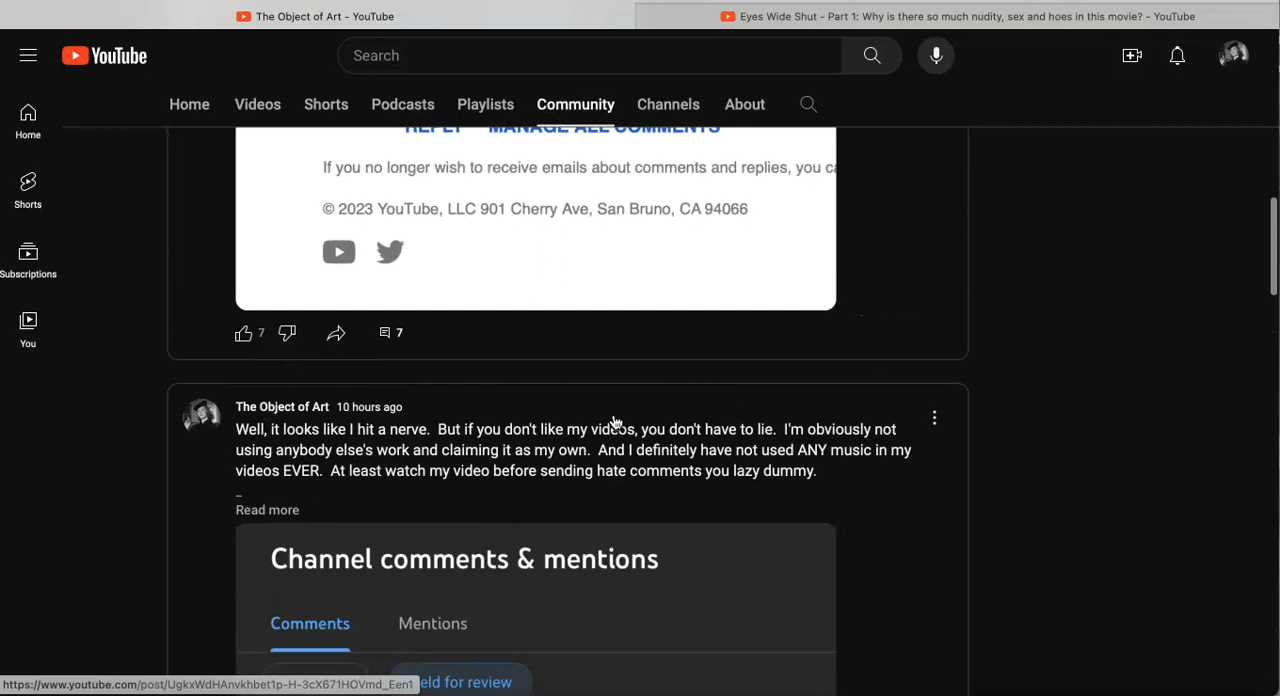 The Object of Art - YouTube
Eyes Wide Shut - Part 1: Why is there so much nudity, sex and hoes in this movie? - YouTube
YouTube
Search
Home
Videos
Shorts
Podcasts
Playlists
Community
Channels
About
Home
Shorts
Subscriptions
You
REPLY MANAGE ALL COMMENTS
If you no longer wish to receive emails about comments and replies, you ca
© 2023 YouTube, LLC 901 Cherry Ave, San Bruno, CA 94066
7
7
The Object of Art 10 hours ago
Well, it looks like I hit a nerve. But if you don't like my videos, you don't have to lie. I'm obviously not
using anybody else's work and claiming it as my own. And I definitely have not used ANY music in my
videos EVER. At least watch my video before sending hate comments you lazy dummy.
Read more
Channel comments & mentions
Comments
Mentions
eld for review
https://www.youtube.com/post/UgkxWdHAnvkhbet1p-H-3cX671HOVmd_Een1